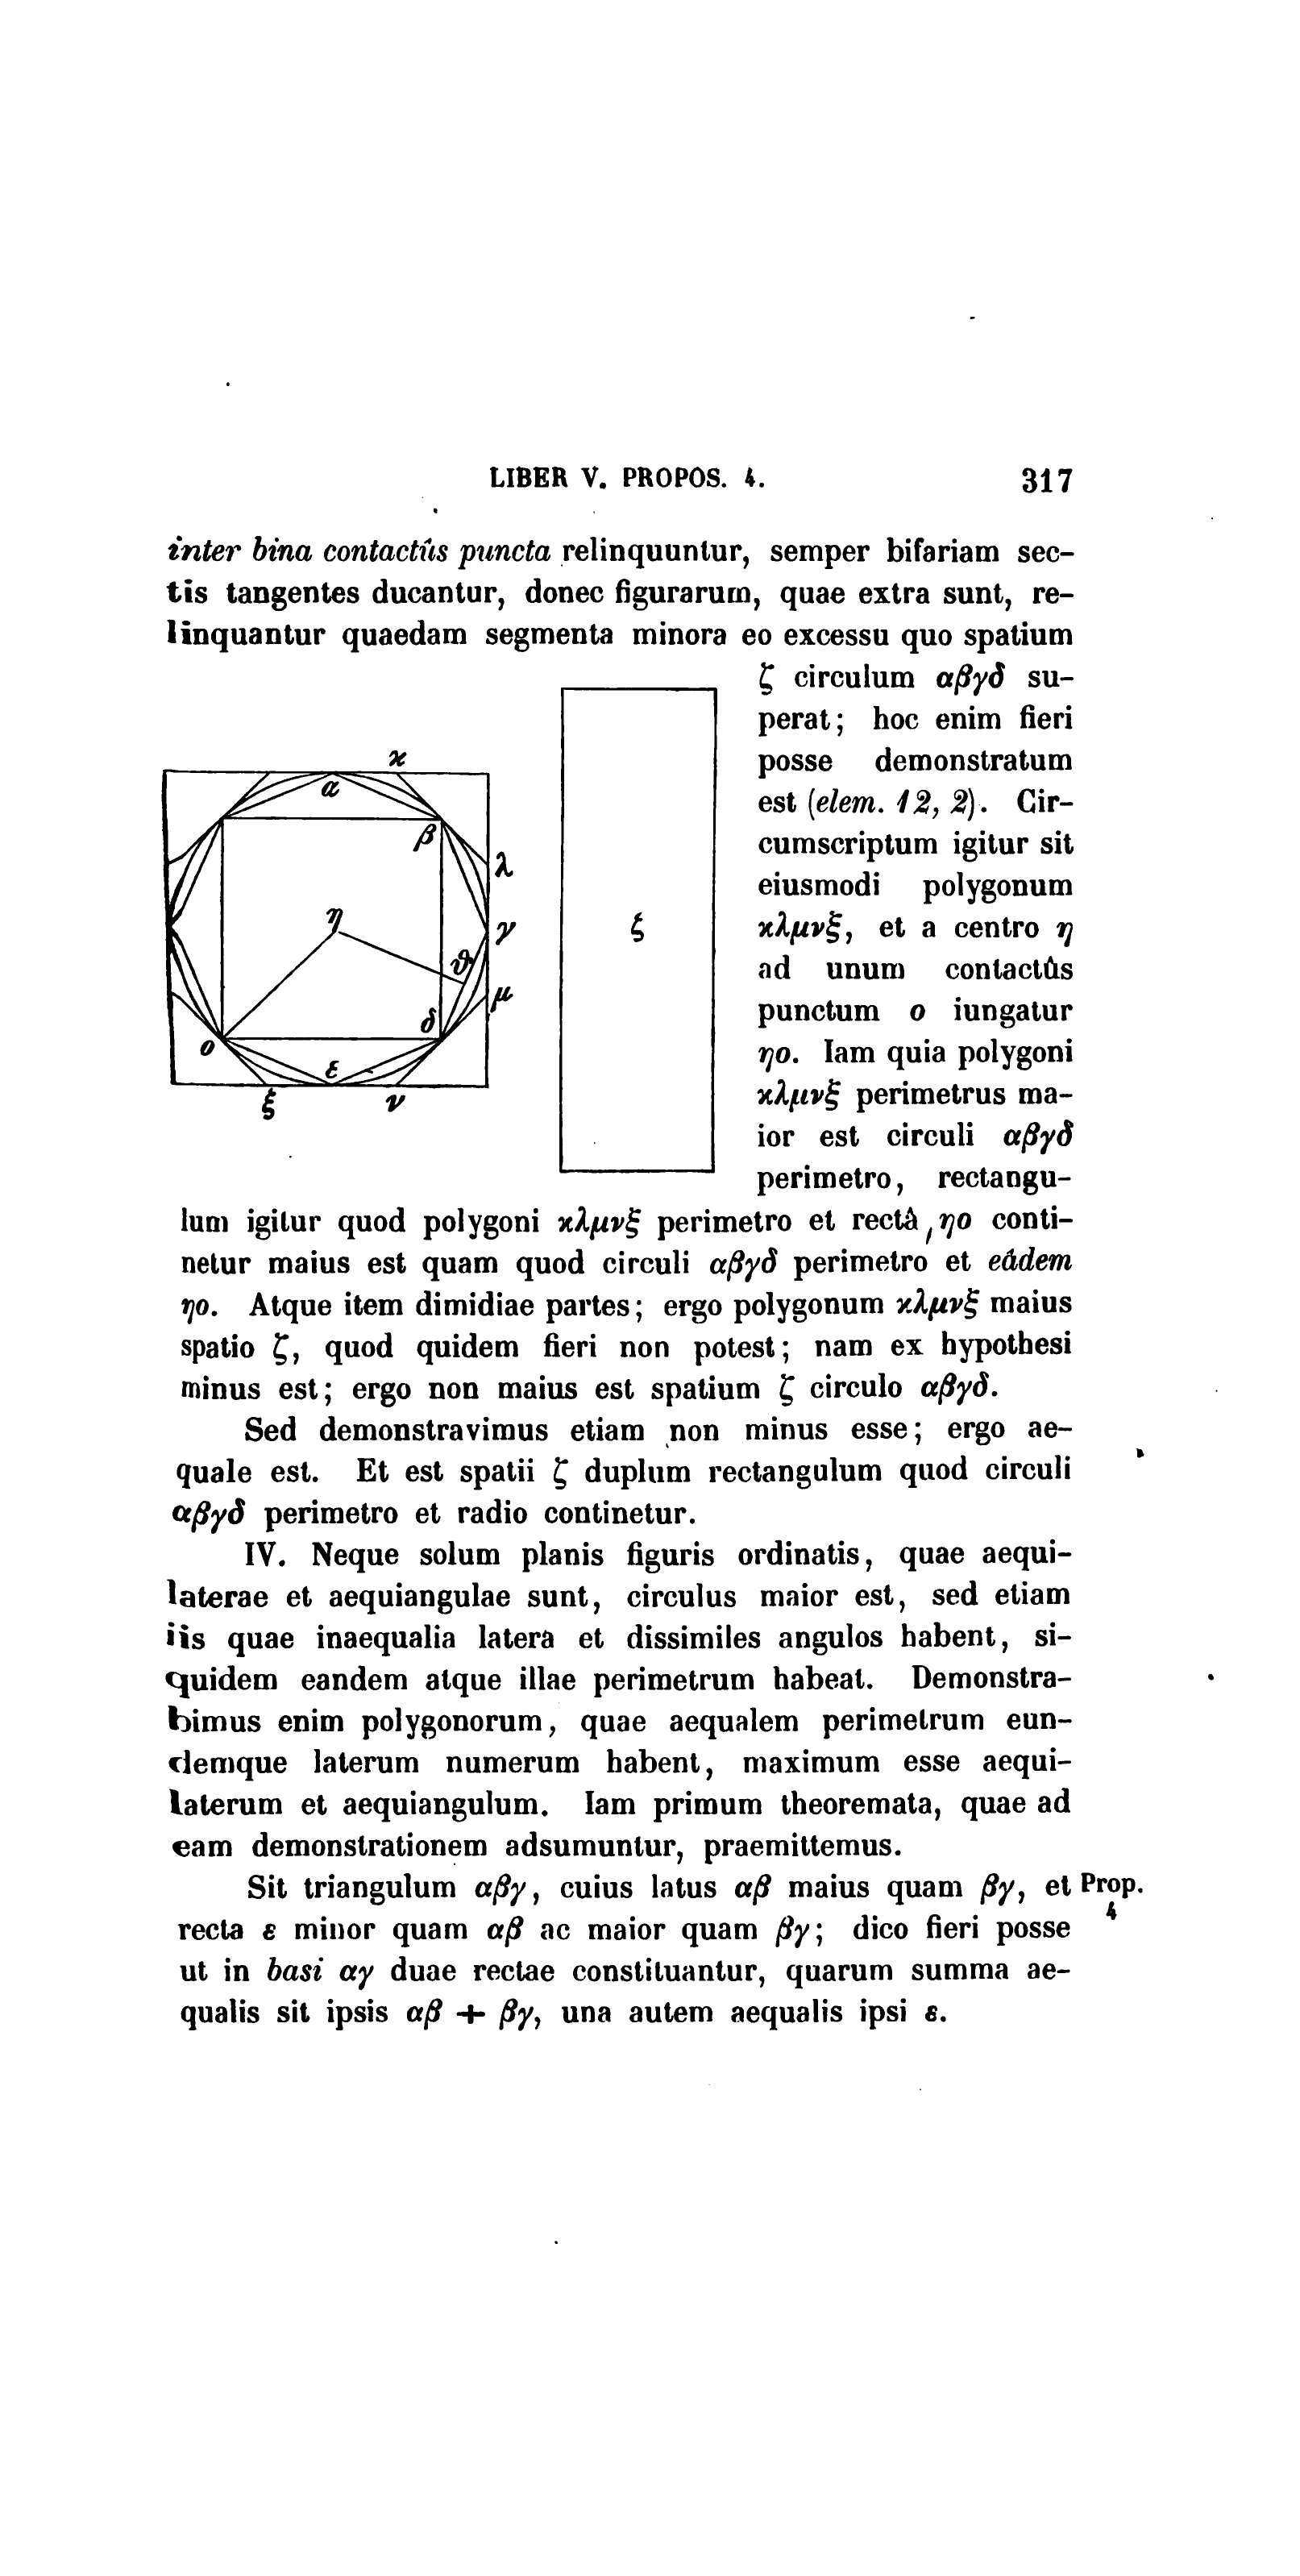 LIBER V. PROPOS. 4. 317
inter bina contactûs puncta relinquuntur, semper bifariam sec-
tis tangentes ducantur, donec figurarum, quae extra sunt, re-
linquantur quaedam segmenta minora eo excessu quo spatium
ζ circulum αβγδ su-
perat; hoc enim fieri
posse demonstratum
est (elem. 12, 2). Cir-
cumscriptum igitur sit
eiusmodi polygonum
κλμνξ, et a centro η
ad unum contactûs
punctum ο iungatur
ηο. Iam quia polygoni
κλμνξ perimetrus ma-
ior est circuli αβγδ
perimetro, rectangu-
κ
α
β
λ
η
γ
ϑ
μ
δ
ο
ε
ξ
ν
ξ
lum igitur quod polygoni κλμνξ perimetro et rectâ ηο conti-
netur maius est quam quod circuli αβγδ perimetro et eâdem
ηο. Atque item dimidiae partes; ergo polygonum κλμνξ maius
spatio ζ, quod quidem fieri non potest; nam ex hypothesi
minus est; ergo non maius est spatium ζ circulo αβγδ.
Sed demonstravimus etiam non minus esse; ergo ae-
quale est. Et est spatii ζ duplum rectangulum quod circuli
αβγδ perimetro et radio continetur.
IV. Neque solum planis figuris ordinatis, quae aequi-
laterae et aequiangulae sunt, circulus maior est, sed etiam
iis quae inaequalia latera et dissimiles angulos habent, si-
quidem eandem atque illae perimetrum habeat. Demonstra-
bimus enim polygonorum, quae aequalem perimetrum eun-
demque laterum numerum habent, maximum esse aequi-
laterum et aequiangulum. Iam primum theoremata, quae ad
eam demonstrationem adsumuntur, praemittemus.
Sit triangulum αβγ, cuius latus αβ maius quam βγ, et Prop.
4
recta ε minor quam αβ ac maior quam βγ; dico fieri posse
ut in basi αγ duae rectae constituantur, quarum summa ae-
qualis sit ipsis αβ + βγ, una autem aequalis ipsi ε.